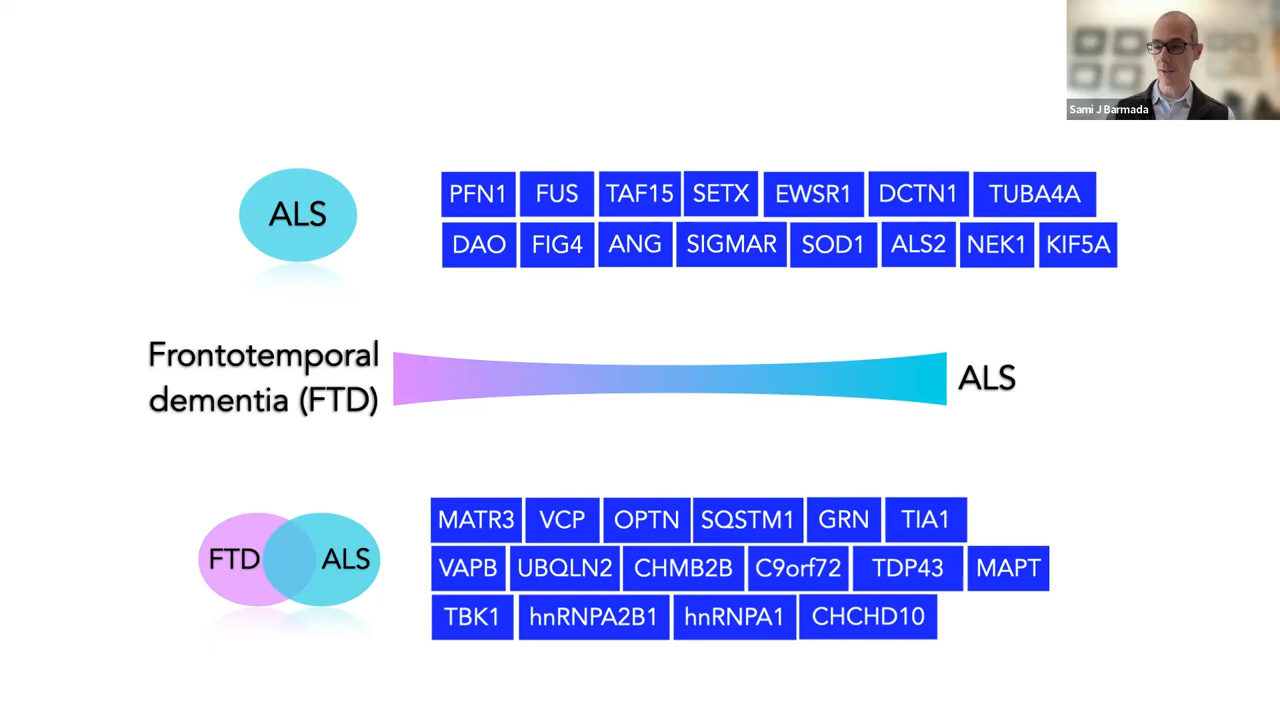 Sami J Barmada
ALS
PFN1 FUS TAF15 SETX EWSR1 DCTN1 TUBA4A
DAO FIG4 ANG SIGMAR SOD1 ALS2 NEK1 KIF5A
Frontotemporal
dementia (FTD)
ALS
FTD ALS
MATR3 VCP OPTN SQSTM1 GRN TIA1
VAPB UBQLN2 CHMB2B C9orf72 TDP43 MAPT
TBK1 hnRNPA2B1 hnRNPA1 CHCHD10